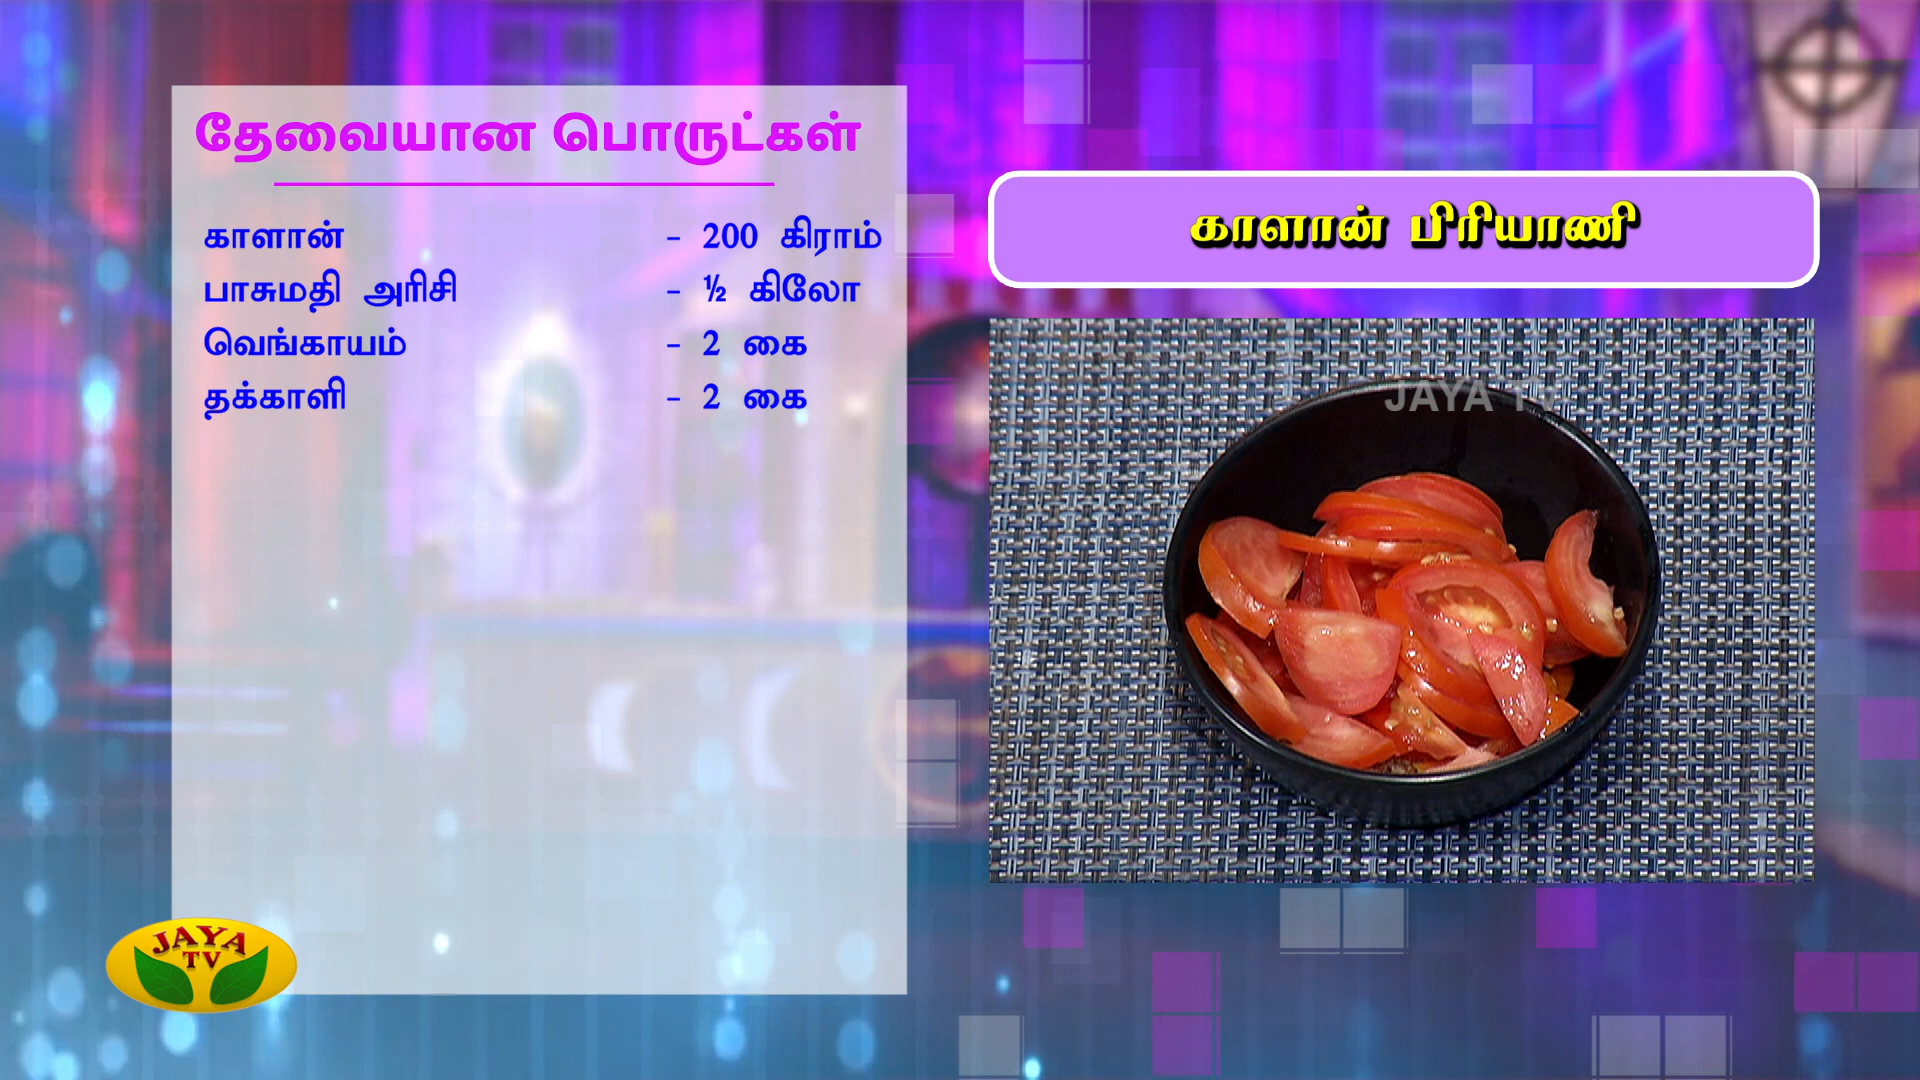 தேவையான பொருட்கள்
காளான் - 200 கிராம்
பாசுமதி அரிசி - ½ கிலோ
வெங்காயம் - 2 கை
தக்காளி - 2 கை
காளான் பிரியாணி
JAYA TV
JAYA
TV